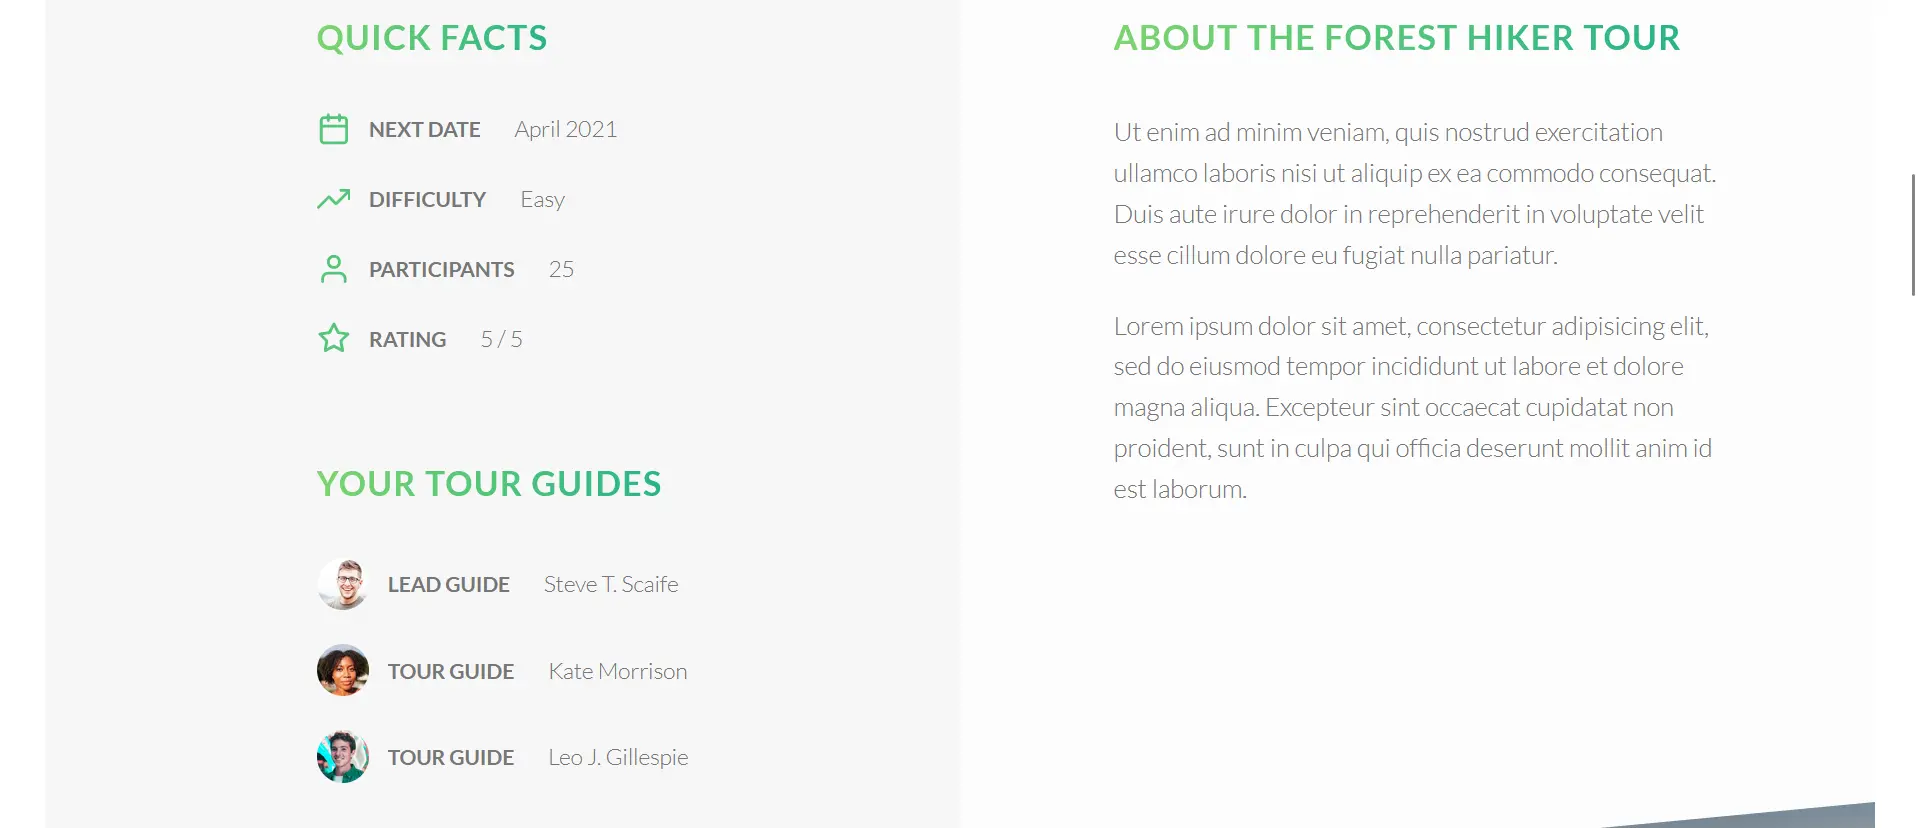 QUICK FACTS
NEXT DATE April 2021
DIFFICULTY Easy
PARTICIPANTS 25
RATING 5 / 5
YOUR TOUR GUIDES
LEAD GUIDE Steve T. Scaife
TOUR GUIDE Kate Morrison
TOUR GUIDE Leo J. Gillespie
ABOUT THE FOREST HIKER TOUR
Ut enim ad minim veniam, quis nostrud exercitation
ullamco laboris nisi ut aliquip ex ea commodo consequat.
Duis aute irure dolor in reprehenderit in voluptate velit
esse cillum dolore eu fugiat nulla pariatur.
Lorem ipsum dolor sit amet, consectetur adipisicing elit,
sed do eiusmod tempor incididunt ut labore et dolore
magna aliqua. Excepteur sint occaecat cupidatat non
proident, sunt in culpa qui officia deserunt mollit anim id
est laborum.